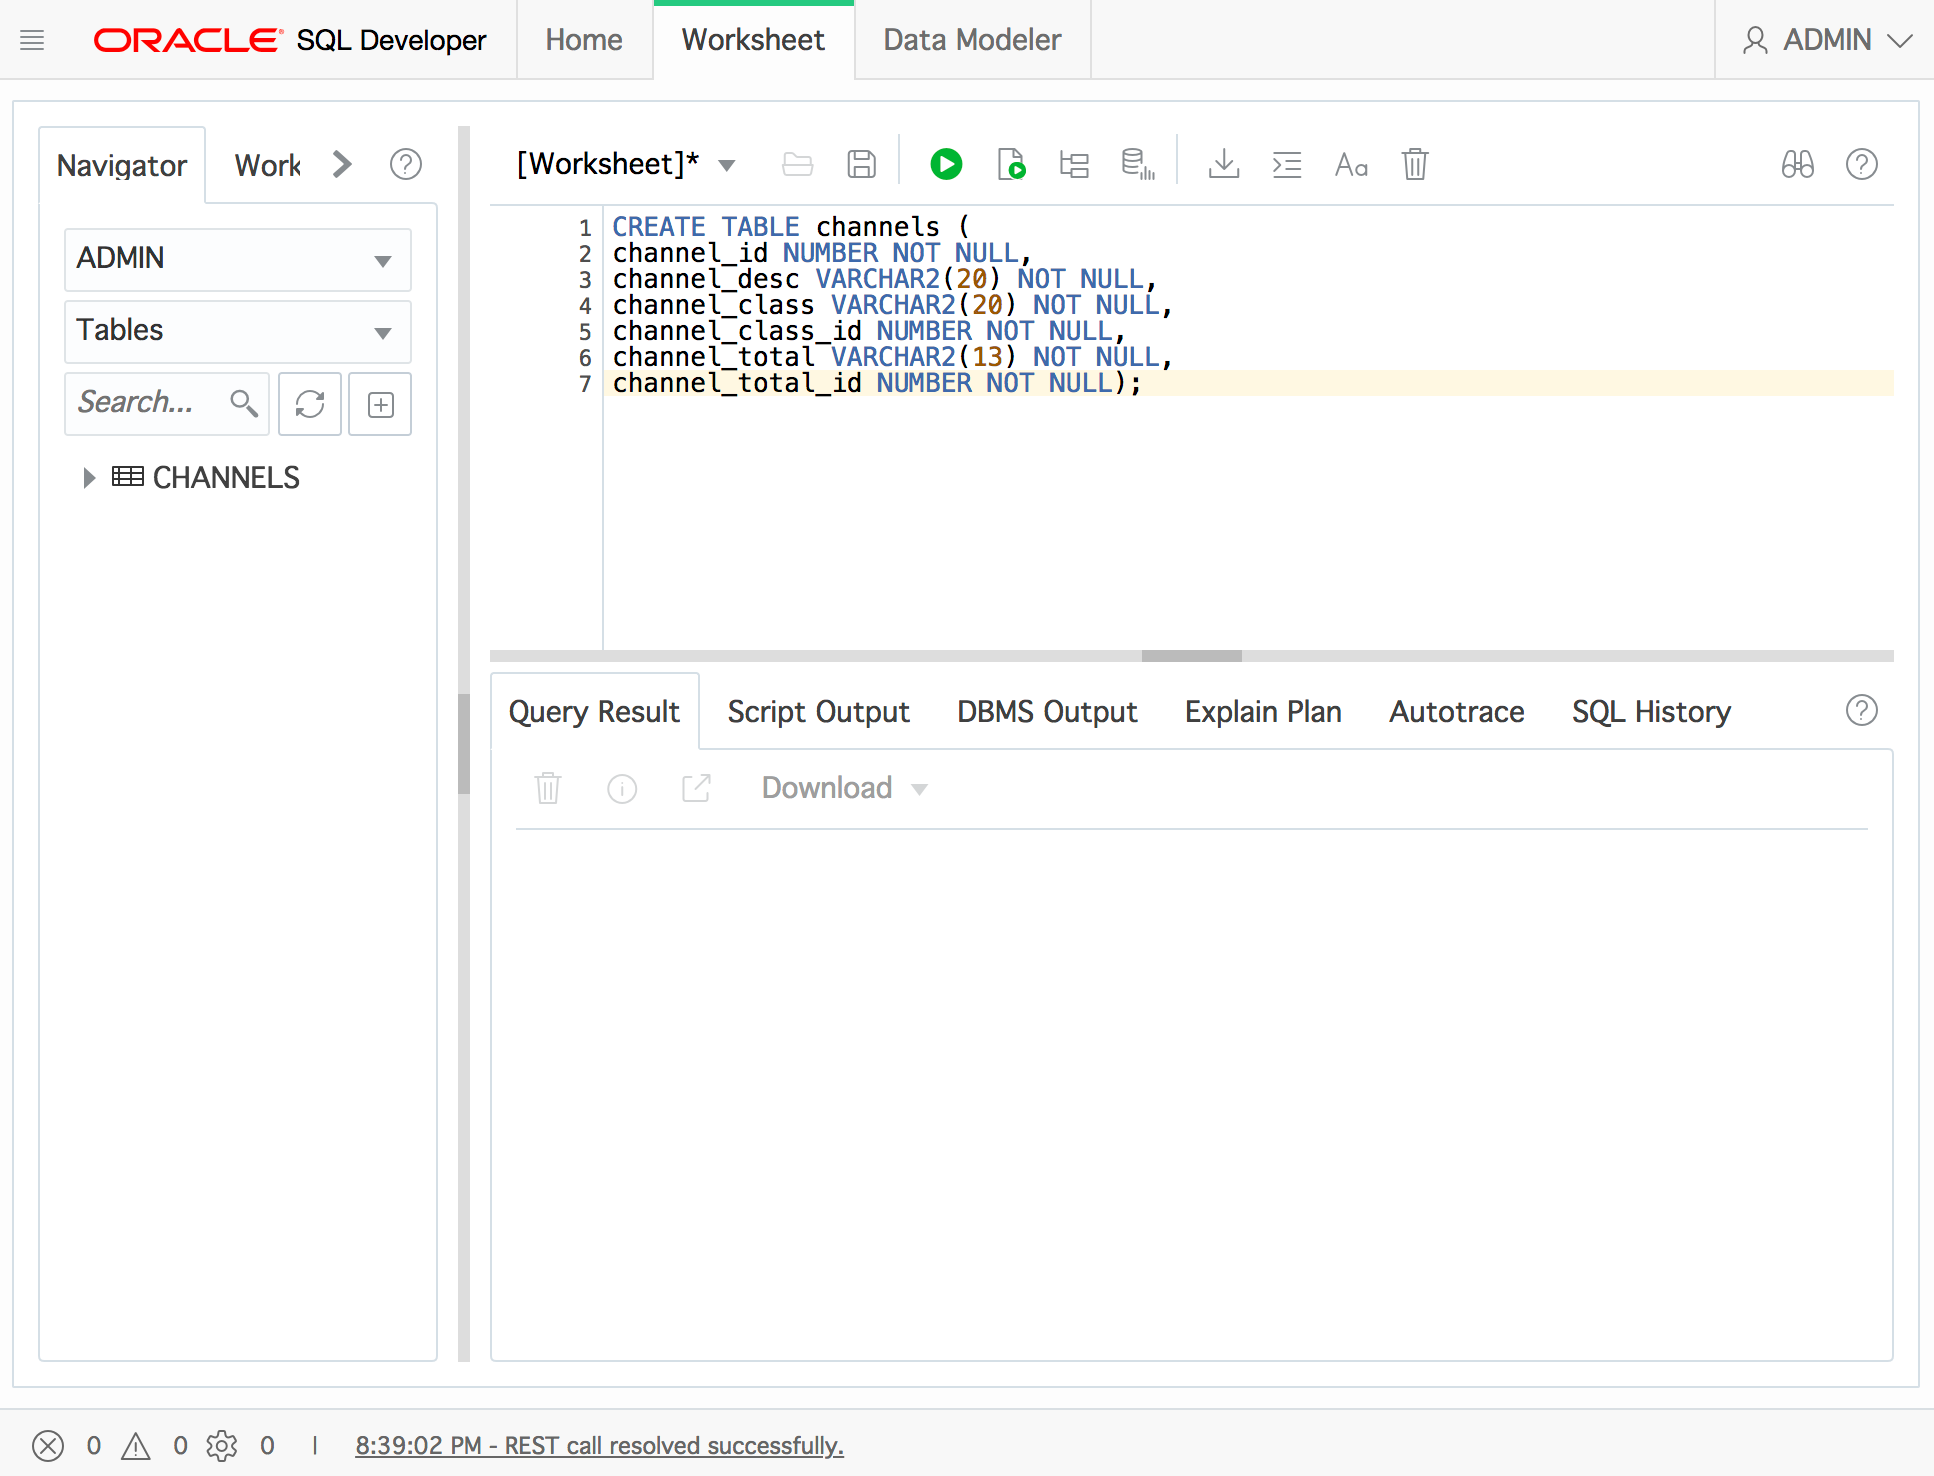 ORACLE SQL Developer
Home
Worksheet
Data Modeler
ADMIN
Navigator
Work
[Worksheet]*
Aa
ADMIN
Tables
Search...
CHANNELS
1 CREATE TABLE channels (
2 channel_id NUMBER NOT NULL,
3 channel_desc VARCHAR2(20) NOT NULL,
4 channel_class VARCHAR2(20) NOT NULL,
5 channel_class_id NUMBER NOT NULL,
6 channel_total VARCHAR2(13) NOT NULL,
7 channel_total_id NUMBER NOT NULL);
Query Result
Script Output
DBMS Output
Explain Plan
Autotrace
SQL History
Download
0 0 0 | 8:39:02 PM - REST call resolved successfully.